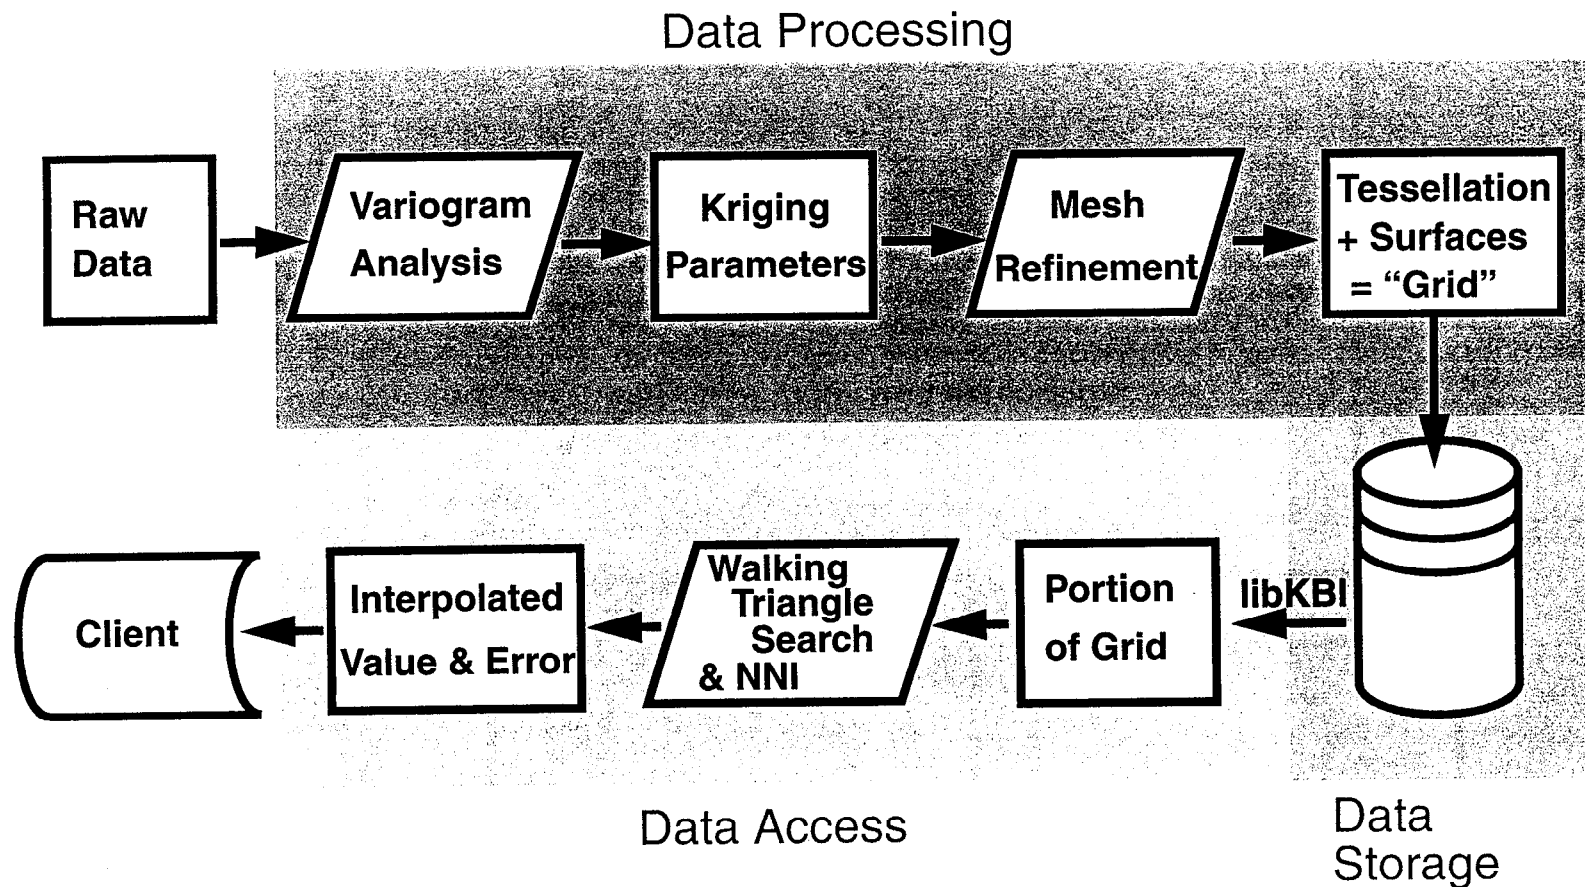 Data Processing
Raw
Data
Variogram
Analysis
Kriging
Parameters
Mesh
Refinement
Tessellation
+ Surfaces
= “Grid”
Client
Interpolated
Value & Error
Walking
Triangle
Search
& NNI
Portion
of Grid
libKBI
Data Access
Data
Storage